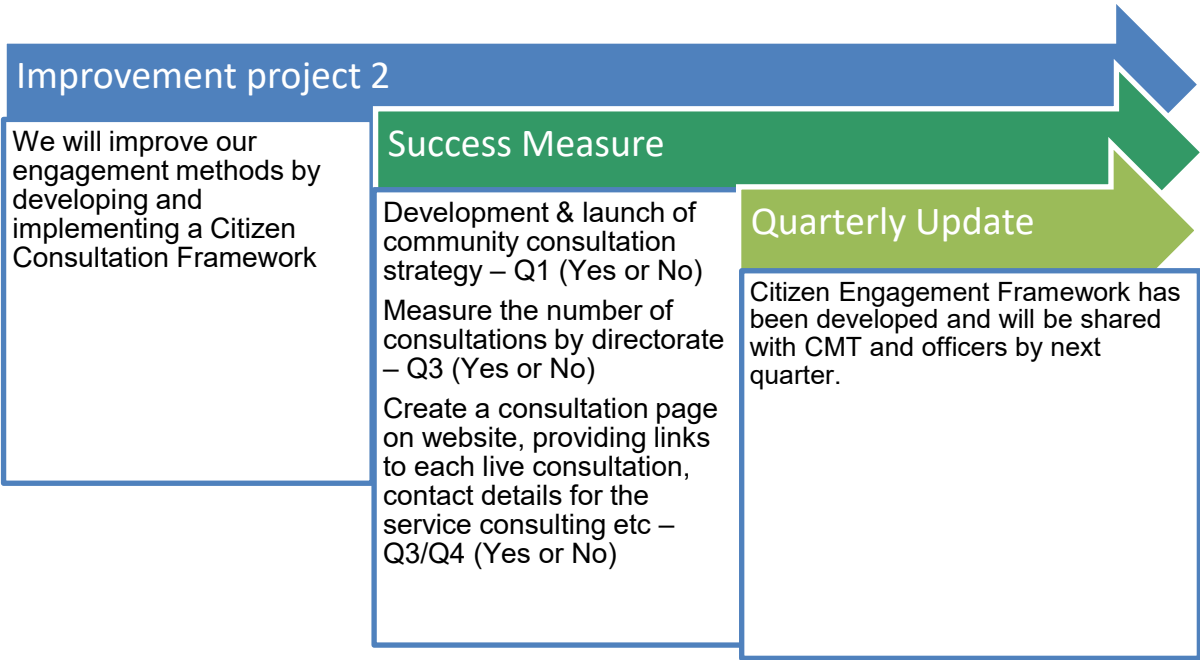 Improvement project 2
We will improve our
engagement methods by
developing and
implementing a Citizen
Consultation Framework
Success Measure
Development & launch of
community consultation
strategy – Q1 (Yes or No)
Measure the number of
consultations by directorate
– Q3 (Yes or No)
Create a consultation page
on website, providing links
to each live consultation,
contact details for the
service consulting etc –
Q3/Q4 (Yes or No)
Quarterly Update
Citizen Engagement Framework has
been developed and will be shared
with CMT and officers by next
quarter.